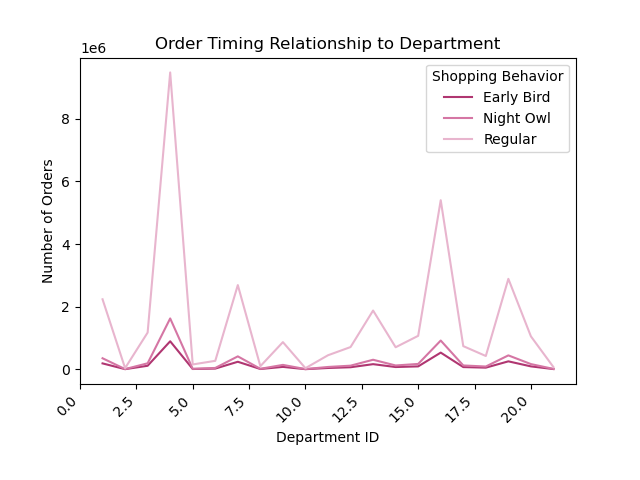 Order Timing Relationship to Department
1e6
Shopping Behavior
Early Bird
Night Owl
Regular
8
6
4
2
0
Number of Orders
0.0 2.5 5.0 7.5 10.0 12.5 15.0 17.5 20.0
Department ID